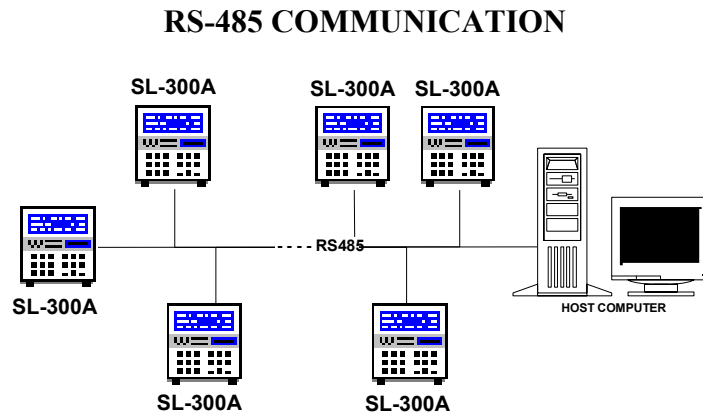 RS-485 COMMUNICATION
SL-300A
SL-300A
SL-300A
SL-300A
RS485
HOST COMPUTER
SL-300A
SL-300A